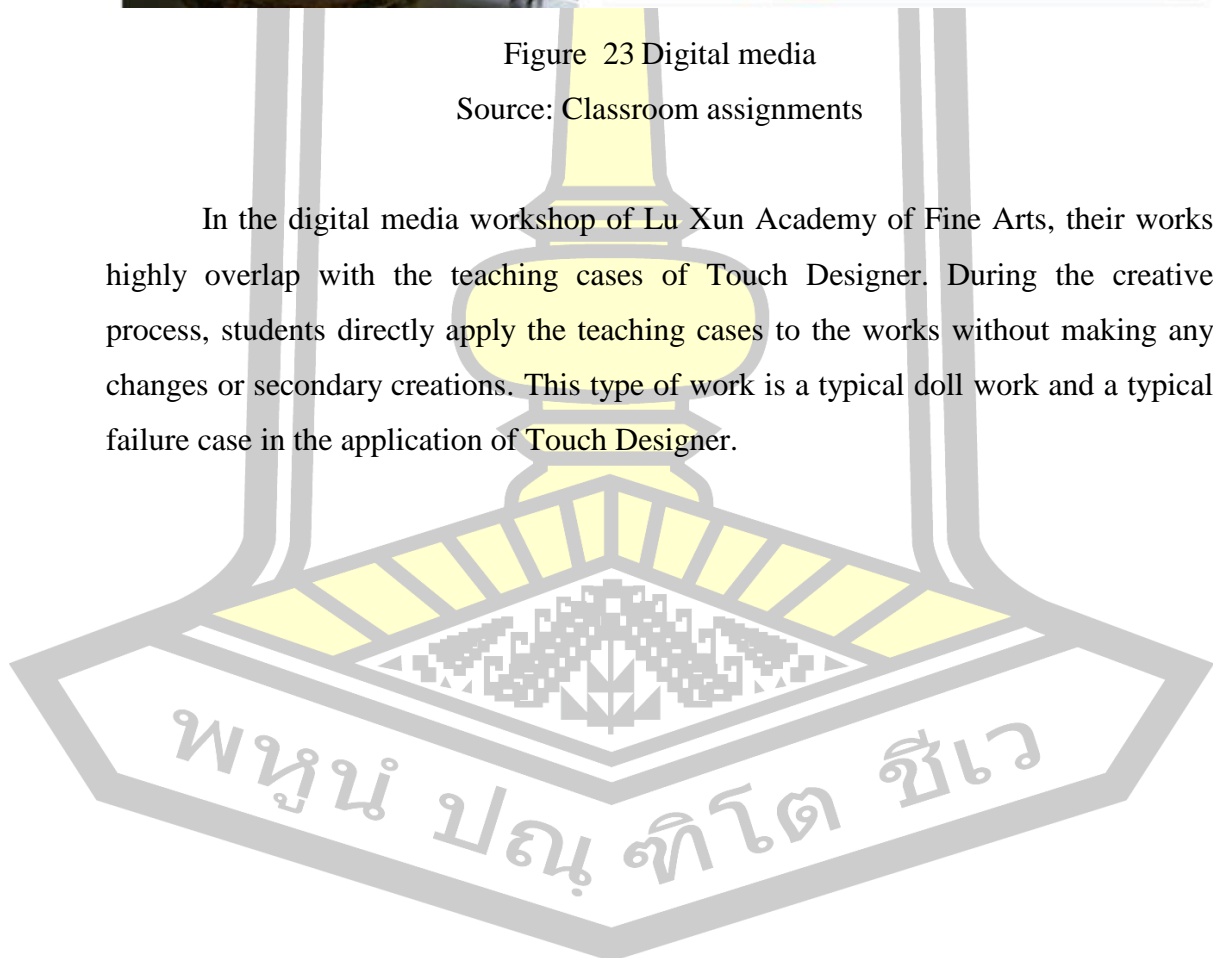 Figure 23 Digital media
Source: Classroom assignments
In the digital media workshop of Lu Xun Academy of Fine Arts, their works
highly overlap with the teaching cases of Touch Designer. During the creative
process, students directly apply the teaching cases to the works without making any
changes or secondary creations. This type of work is a typical doll work and a typical
failure case in the application of Touch Designer.
พหูนํ ปณฺฑิโต ชีเว